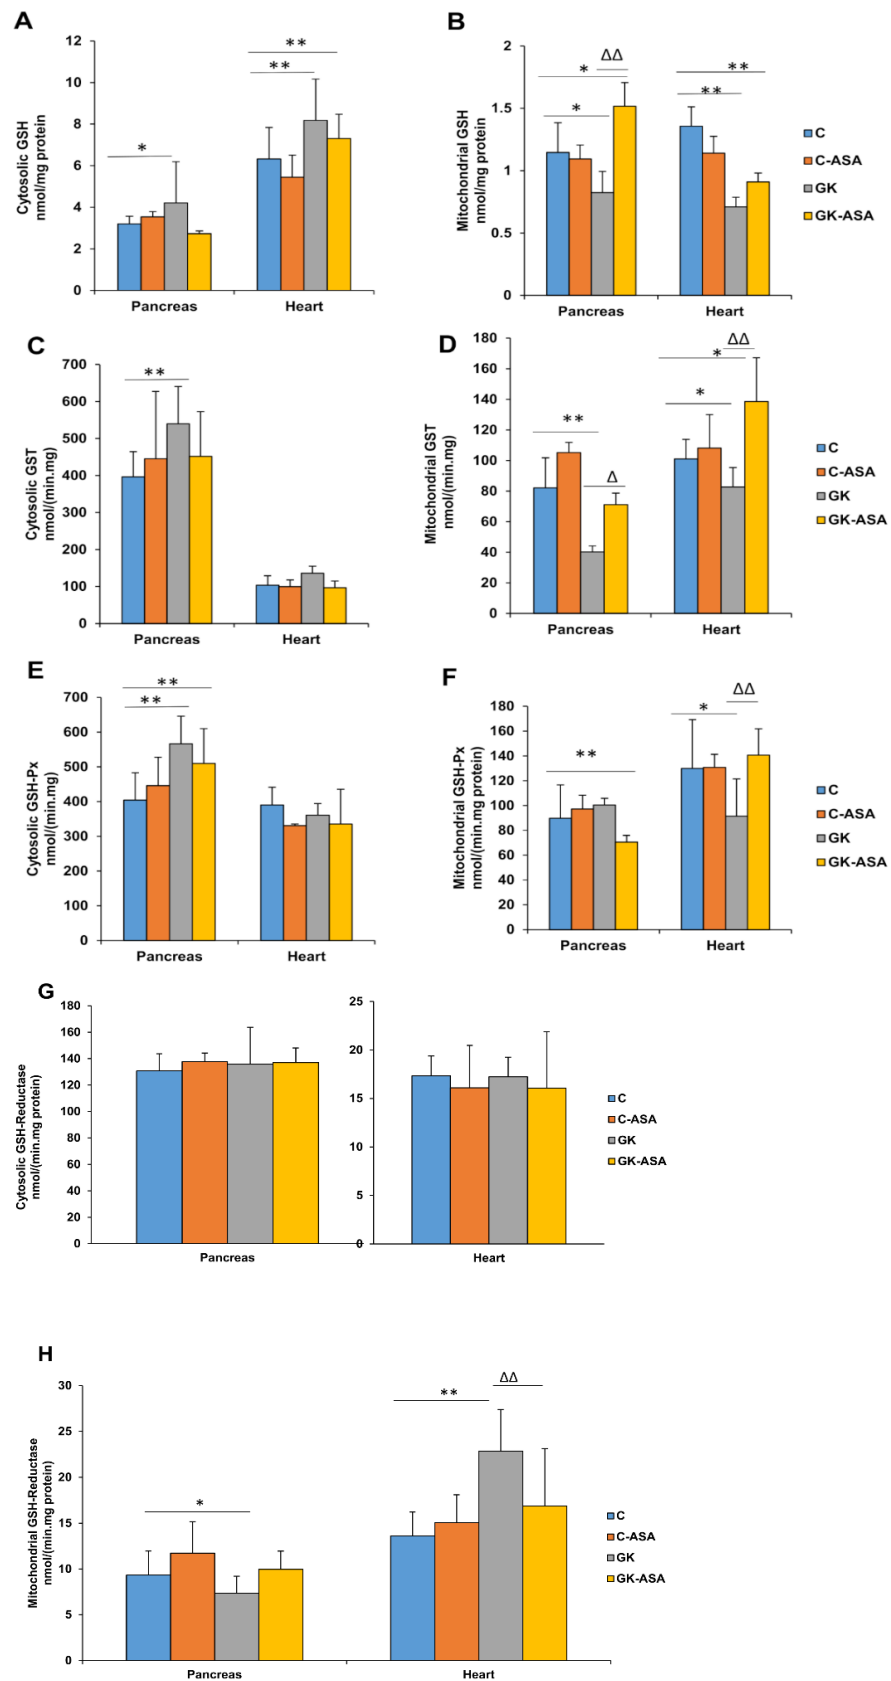 A
Cytosolic GSH
nmol/mg protein
12
10
8
6
4
2
0
*
**
**
Pancreas
Heart
B
Mitochondrial GSH
nmol/mg protein
2
1.5
1
0.5
0
*
*
ΔΔ
**
**
Pancreas
Heart
C
C-ASA
GK
GK-ASA
C
Cytosolic GST
nmol/(min.mg)
700
600
500
400
300
200
100
0
**
Pancreas
Heart
D
Mitochondrial GST
nmol/(min.mg)
180
160
140
120
100
80
60
40
20
0
**
Δ
*
*
ΔΔ
Pancreas
Heart
C
C-ASA
GK
GK-ASA
E
Cytosolic GSH-Px
nmol/(min.mg)
700
600
500
400
300
200
100
0
**
**
Pancreas
Heart
F
Mitochondrial GSH-Px
nmol/(min.mg protein)
180
160
140
120
100
80
60
40
20
0
**
*
ΔΔ
Pancreas
Heart
C
C-ASA
GK
GK-ASA
G
Cytosolic GSH-Reductase
nmol/(min.mg protein)
180
160
140
120
100
80
60
40
20
0
Pancreas
25
20
15
10
5
0
Heart
C
C-ASA
GK
GK-ASA
H
Mitochondrial GSH-Reductase
nmol/(min.mg protein)
30
25
20
15
10
5
0
*
**
ΔΔ
Pancreas
Heart
C
C-ASA
GK
GK-ASA